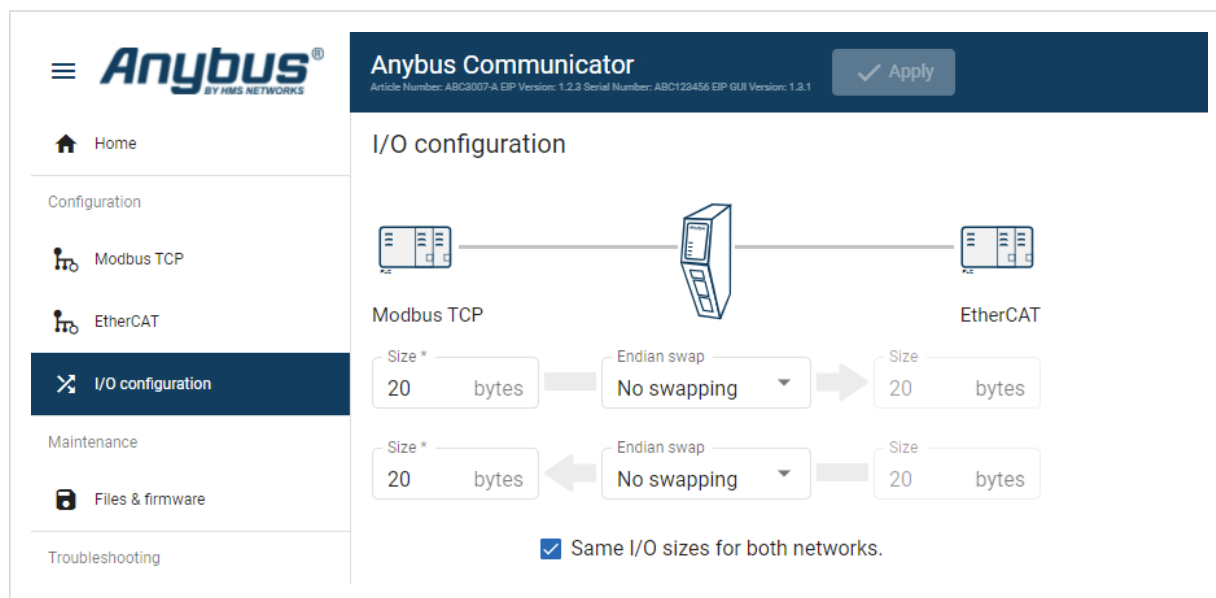 Anybus®
BY HMS NETWORKS
Anybus Communicator
Article Number: ABC3007-A EIP Version: 1.2.3 Serial Number: ABC123456 EIP GUI Version: 1.3.1
Apply
Home
Configuration
Modbus TCP
EtherCAT
I/O configuration
Maintenance
Files & firmware
Troubleshooting
I/O configuration
Anybus
PLC
PLC
Modbus TCP
EtherCAT
Size *
Endian swap
Size
20 bytes
No swapping
20 bytes
Size *
Endian swap
Size
20 bytes
No swapping
20 bytes
Same I/O sizes for both networks.